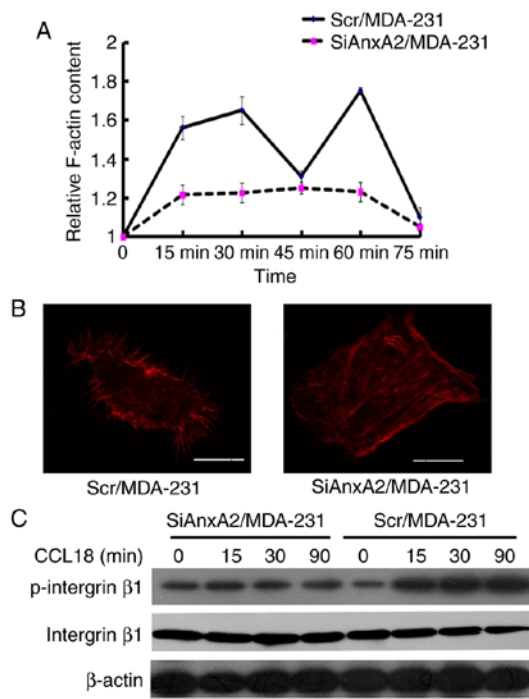 A
Scr/MDA-231
SiAnxA2/MDA-231
Relative F-actin content
2
1.8
1.6
1.4
1.2
1
0 15 min 30 min 45 min 60 min 75 min
Time
B
Scr/MDA-231 SiAnxA2/MDA-231
C
SiAnxA2/MDA-231 Scr/MDA-231
CCL18 (min) 0 15 30 90 0 15 30 90
p-intergrin β1
Intergrin β1
β-actin